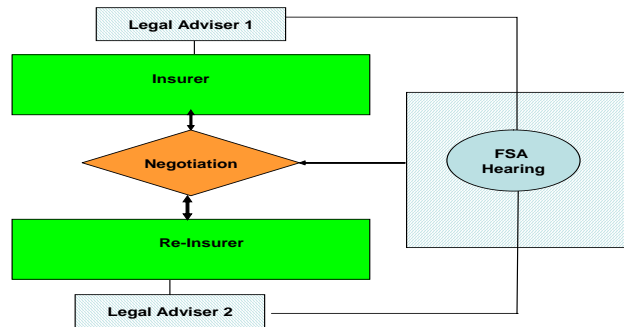 Legal Adviser 1
Insurer
Negotiation
FSA
Hearing
Re-Insurer
Legal Adviser 2